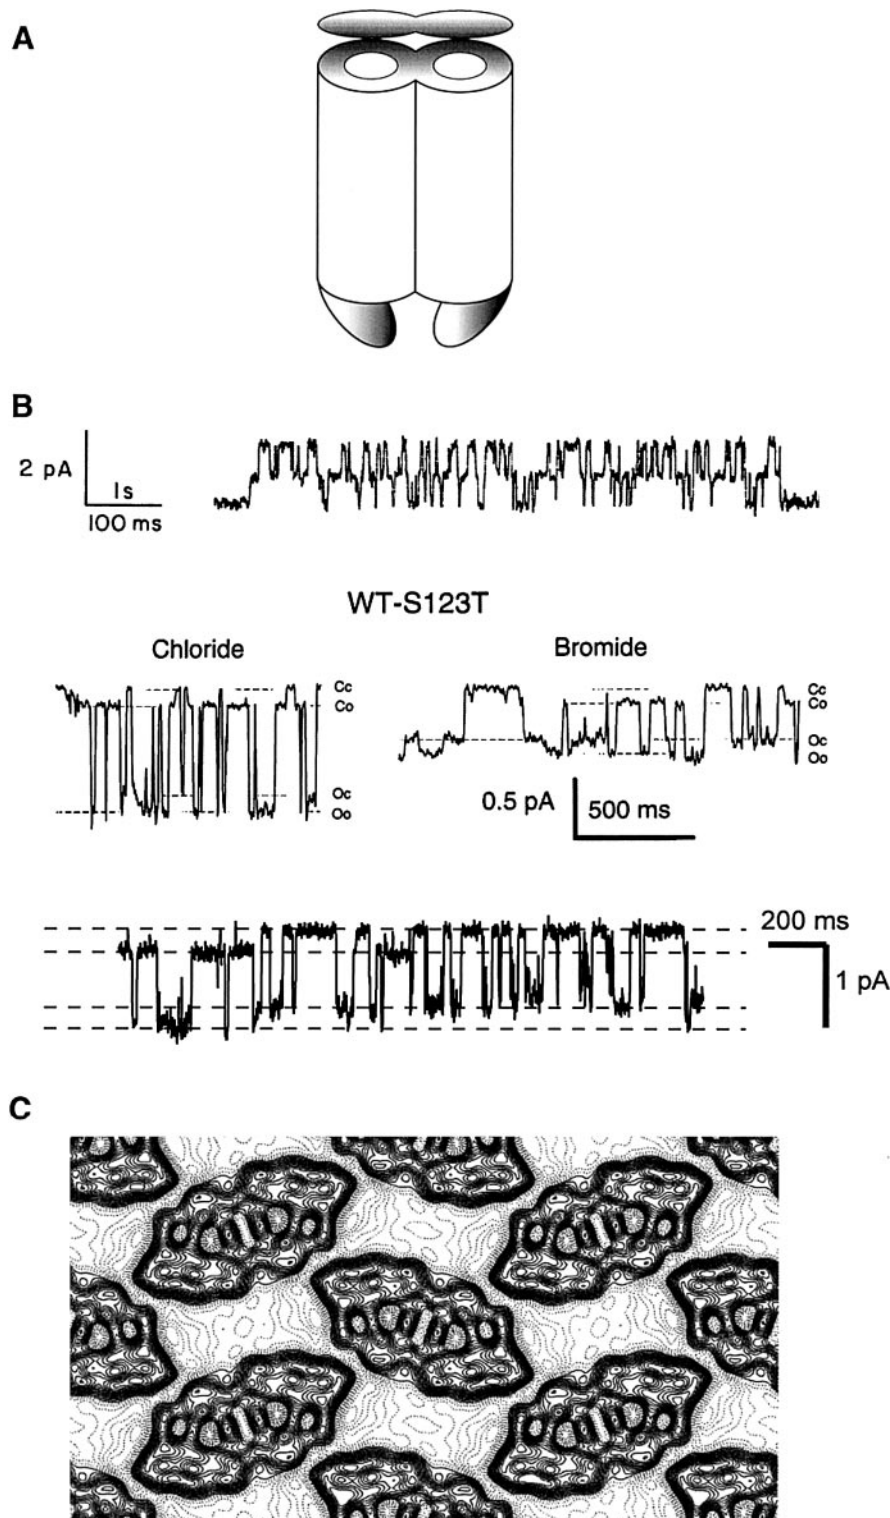 A
B
2 pA
1s
100 ms
WT-S123T
Chloride
Bromide
Cc
Co
Oc
Oo
Cc
Co
Oc
Oo
0.5 pA
500 ms
200 ms
1 pA
C